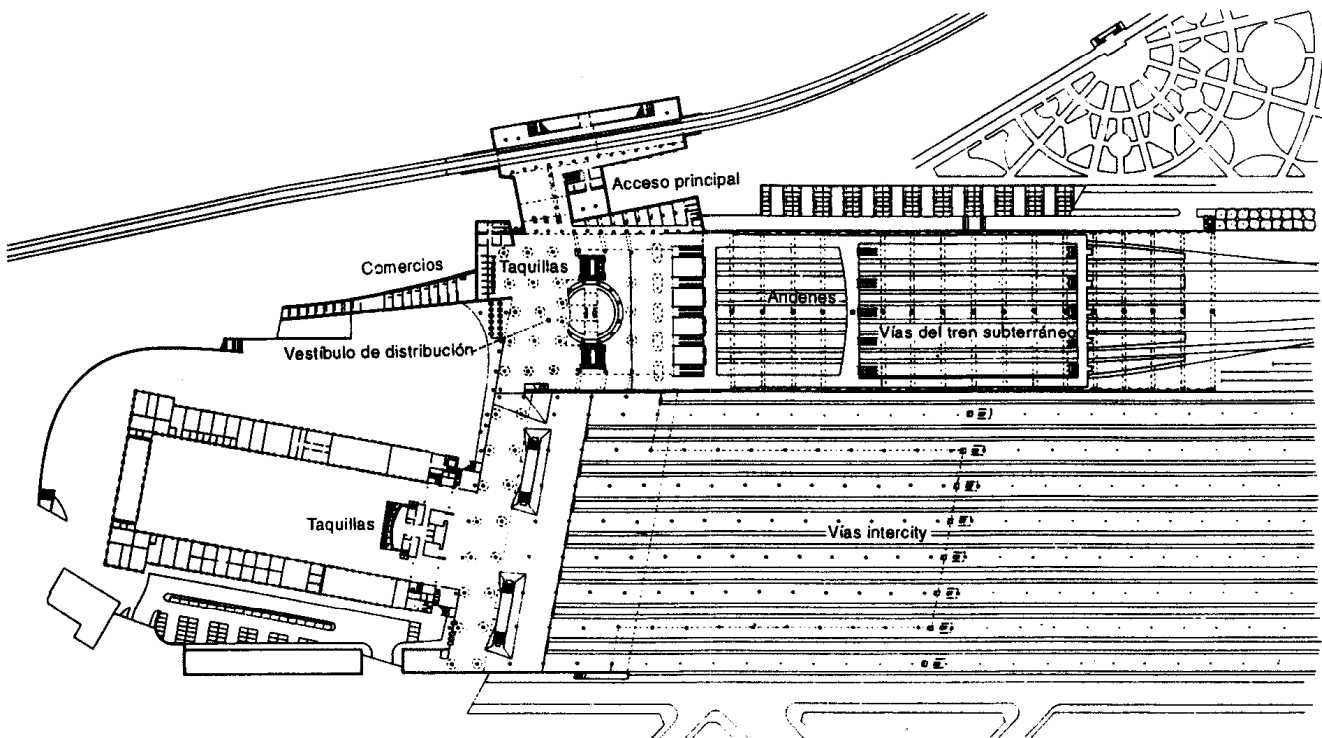 Acceso principal
Comercios
Taquillas
Andenes
Vías del tren subterráneo
Vestíbulo de distribución
Taquillas
Vías intercity